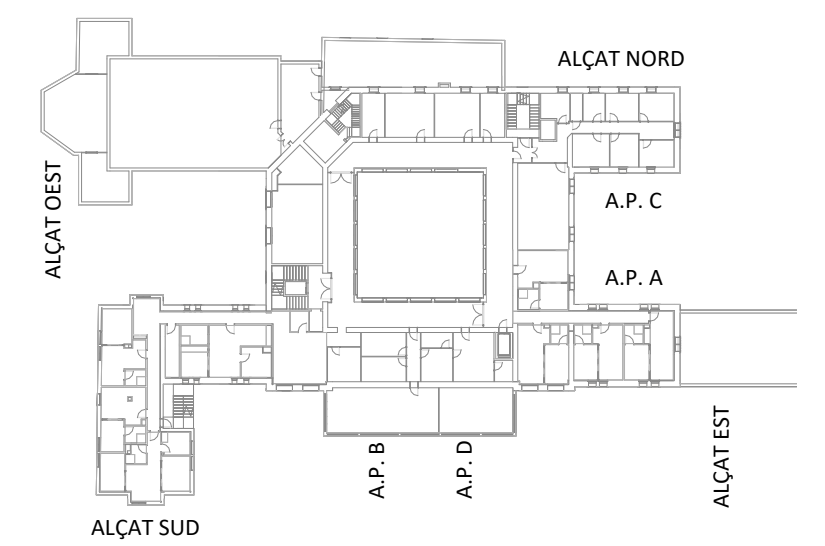 ALÇAT NORD
ALÇAT OEST
A.P. C
A.P. A
A.P. B
A.P. D
ALÇAT EST
ALÇAT SUD